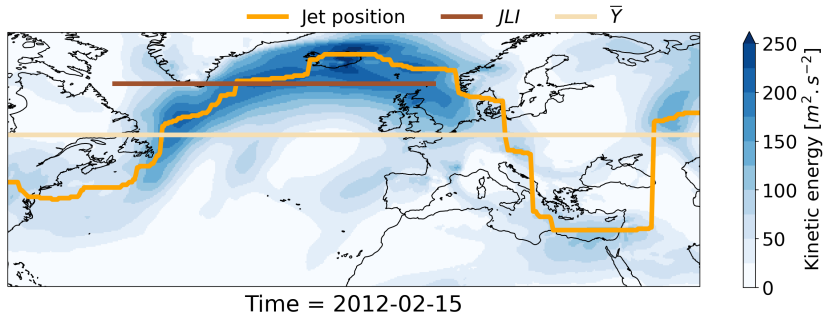 Jet position JLI Y̅
250
200
150
100
50
0
Kinetic energy [m².s⁻²]
Time = 2012-02-15